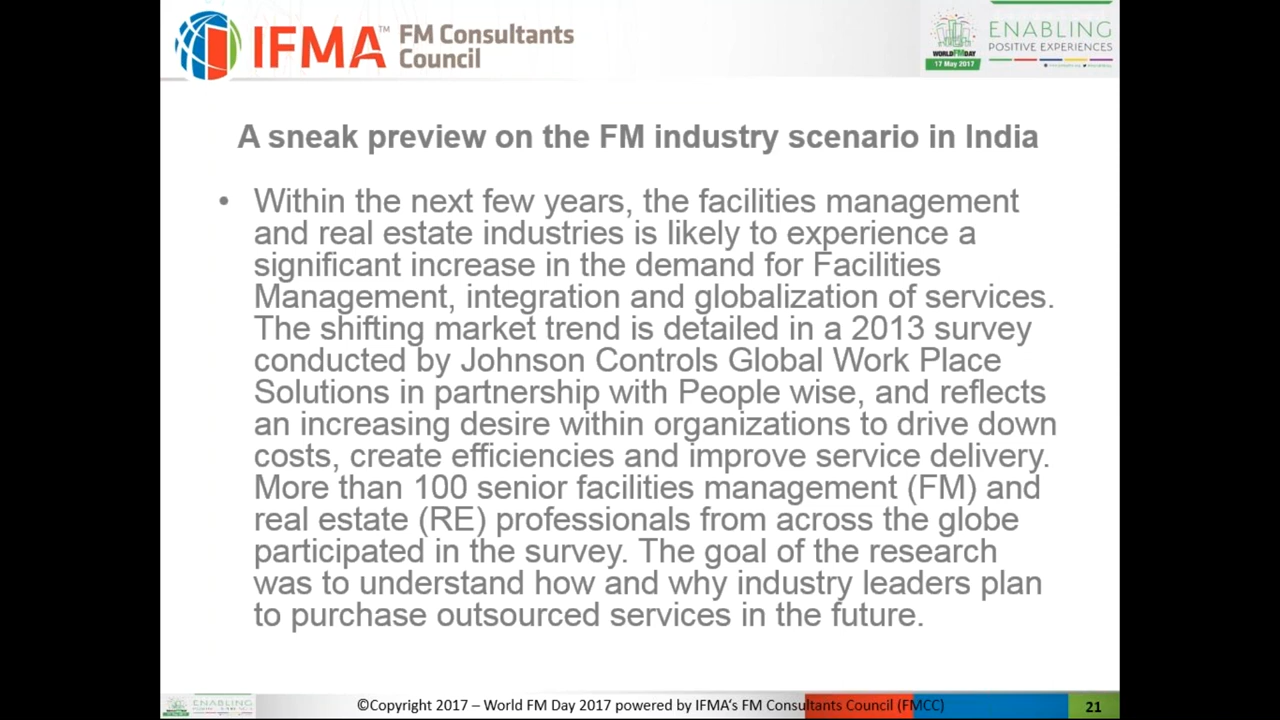 IFMA™ FM Consultants
Council
WORLD FM DAY
17 May 2017
ENABLING
POSITIVE EXPERIENCES
A sneak preview on the FM industry scenario in India
• Within the next few years, the facilities management
and real estate industries is likely to experience a
significant increase in the demand for Facilities
Management, integration and globalization of services.
The shifting market trend is detailed in a 2013 survey
conducted by Johnson Controls Global Work Place
Solutions in partnership with People wise, and reflects
an increasing desire within organizations to drive down
costs, create efficiencies and improve service delivery.
More than 100 senior facilities management (FM) and
real estate (RE) professionals from across the globe
participated in the survey. The goal of the research
was to understand how and why industry leaders plan
to purchase outsourced services in the future.
ENABLING
©Copyright 2017 – World FM Day 2017 powered by IFMA‘s FM Consultants Council (FMCC)
21